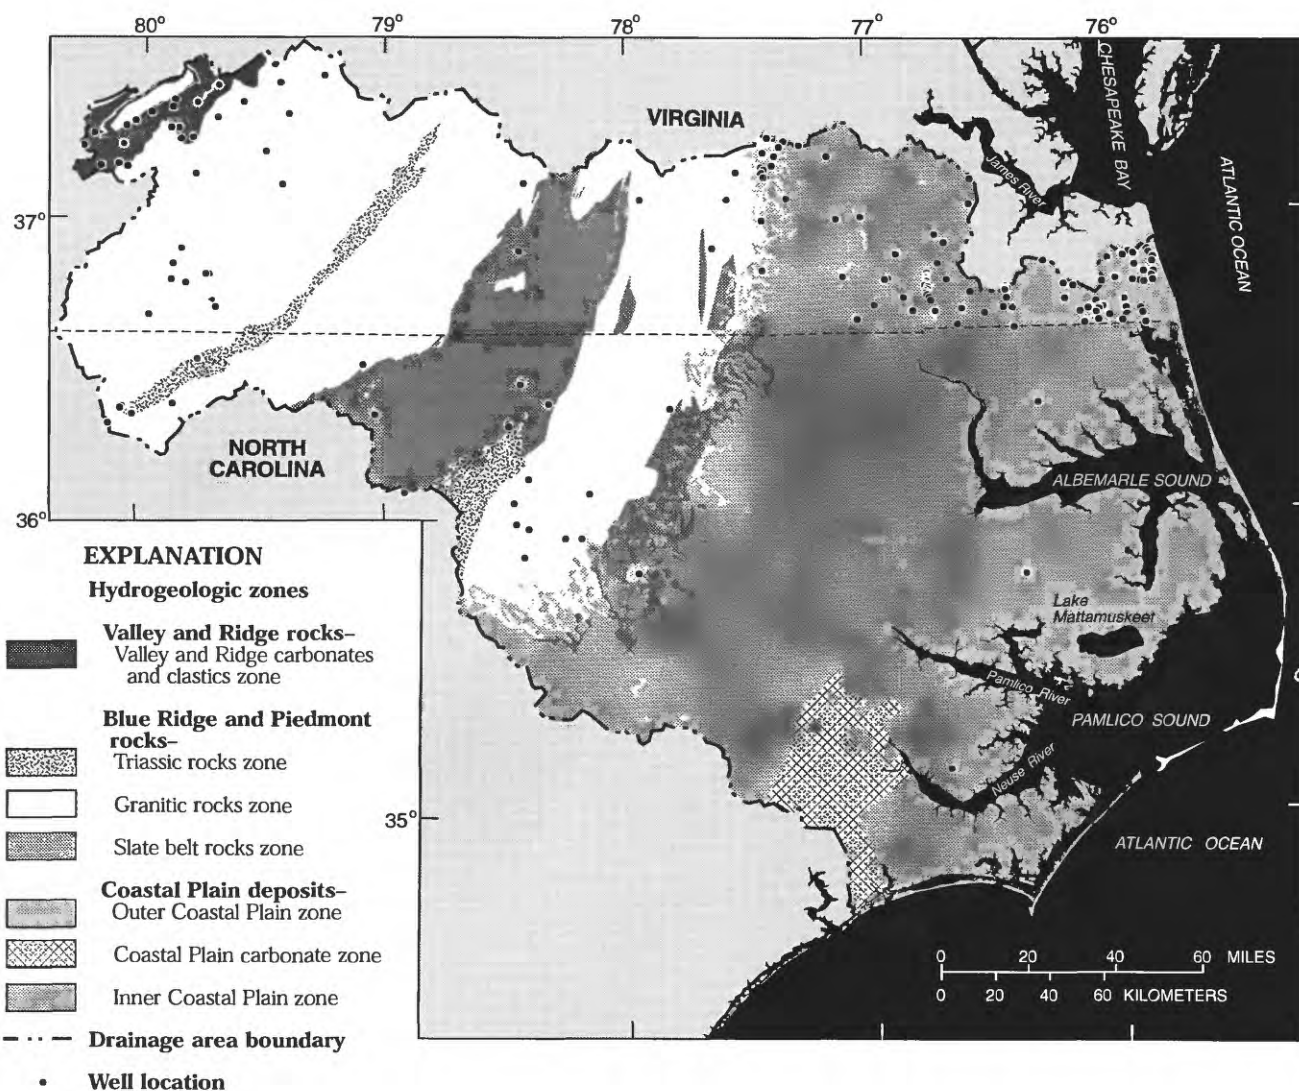 80° 79° 78° 77° 76°
VIRGINIA
CHESAPEAKE BAY
James River
ATLANTIC OCEAN
37°
NORTH
CAROLINA
ALBEMARLE SOUND
36°
Lake
Mattamuskeet
Pamlico River
PAMLICO SOUND
Neuse River
35°
ATLANTIC OCEAN
0 20 40 60 MILES
0 20 40 60 KILOMETERS
EXPLANATION
Hydrogeologic zones
Valley and Ridge rocks–
Valley and Ridge carbonates
and clastics zone
Blue Ridge and Piedmont
rocks–
Triassic rocks zone
Granitic rocks zone
Slate belt rocks zone
Coastal Plain deposits–
Outer Coastal Plain zone
Coastal Plain carbonate zone
Inner Coastal Plain zone
Drainage area boundary
Well location